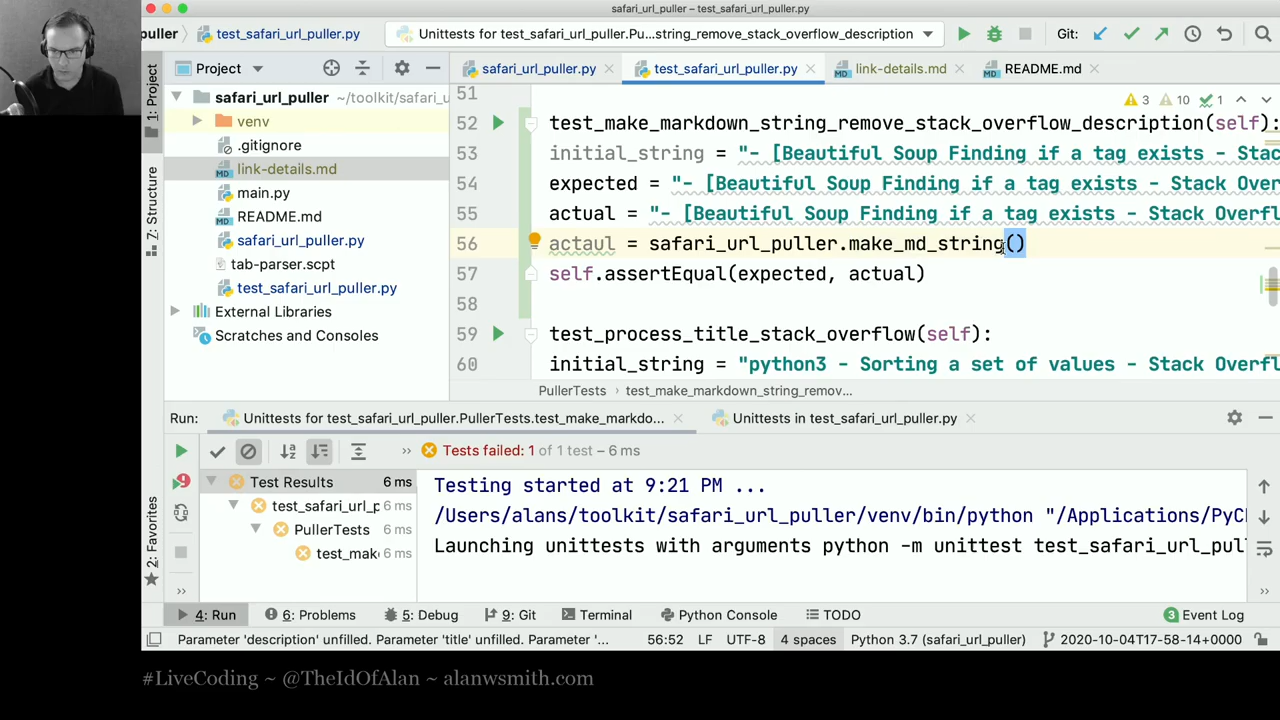 safari_url_puller – test_safari_url_puller.py
puller
test_safari_url_puller.py
Unittests for test_safari_url_puller.Pu...string_remove_stack_overflow_description
Git:
1: Project
Project
safari_url_puller.py
test_safari_url_puller.py
link-details.md
README.md
safari_url_puller ~/toolkit/safari_u
venv
.gitignore
link-details.md
main.py
README.md
safari_url_puller.py
tab-parser.scpt
test_safari_url_puller.py
External Libraries
Scratches and Consoles
Z: Structure
2: Favorites
3 10 1
51
52 test_make_markdown_string_remove_stack_overflow_description(self):
53 initial_string = "- [Beautiful Soup Finding if a tag exists - Stac
54 expected = "- [Beautiful Soup Finding if a tag exists - Stack Over
55 actual = "- [Beautiful Soup Finding if a tag exists - Stack Overfl
56 actaul = safari_url_puller.make_md_string()
57 self.assertEqual(expected, actual)
58
59 test_process_title_stack_overflow(self):
60 initial_string = "python3 - Sorting a set of values - Stack Overfl
PullerTests
test_make_markdown_string_remov...
Run:
Unittests for test_safari_url_puller.PullerTests.test_make_markdo...
Unittests in test_safari_url_puller.py
Tests failed: 1 of 1 test – 6 ms
Test Results 6 ms
test_safari_url_p 6 ms
PullerTests 6 ms
test_mak 6 ms
Testing started at 9:21 PM ...
/Users/alans/toolkit/safari_url_puller/venv/bin/python "/Applications/PyC
Launching unittests with arguments python -m unittest test_safari_url_pul
4: Run
6: Problems
5: Debug
9: Git
Terminal
Python Console
TODO
3 Event Log
Parameter 'description' unfilled. Parameter 'title' unfilled. Parameter '...
56:52
LF
UTF-8
4 spaces
Python 3.7 (safari_url_puller)
2020-10-04T17-58-14+0000
#LiveCoding ~ @TheIdOfAlan ~ alanwsmith.com